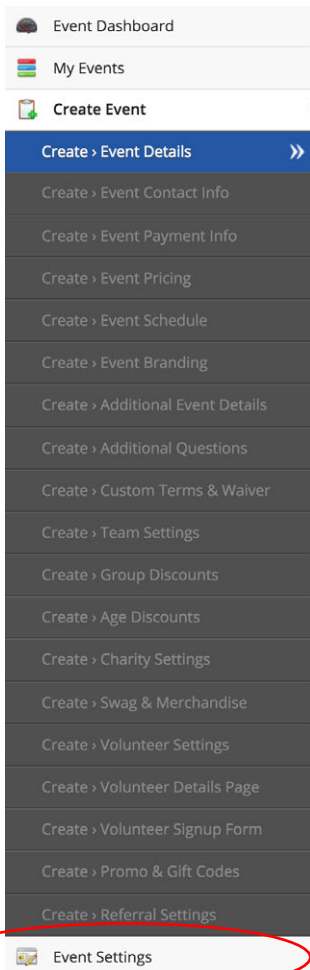 Event Dashboard
My Events
Create Event
Create › Event Details »
Create › Event Contact Info
Create › Event Payment Info
Create › Event Pricing
Create › Event Schedule
Create › Event Branding
Create › Additional Event Details
Create › Additional Questions
Create › Custom Terms & Waiver
Create › Team Settings
Create › Group Discounts
Create › Age Discounts
Create › Charity Settings
Create › Swag & Merchandise
Create › Volunteer Settings
Create › Volunteer Details Page
Create › Volunteer Signup Form
Create › Promo & Gift Codes
Create › Referral Settings
Event Settings